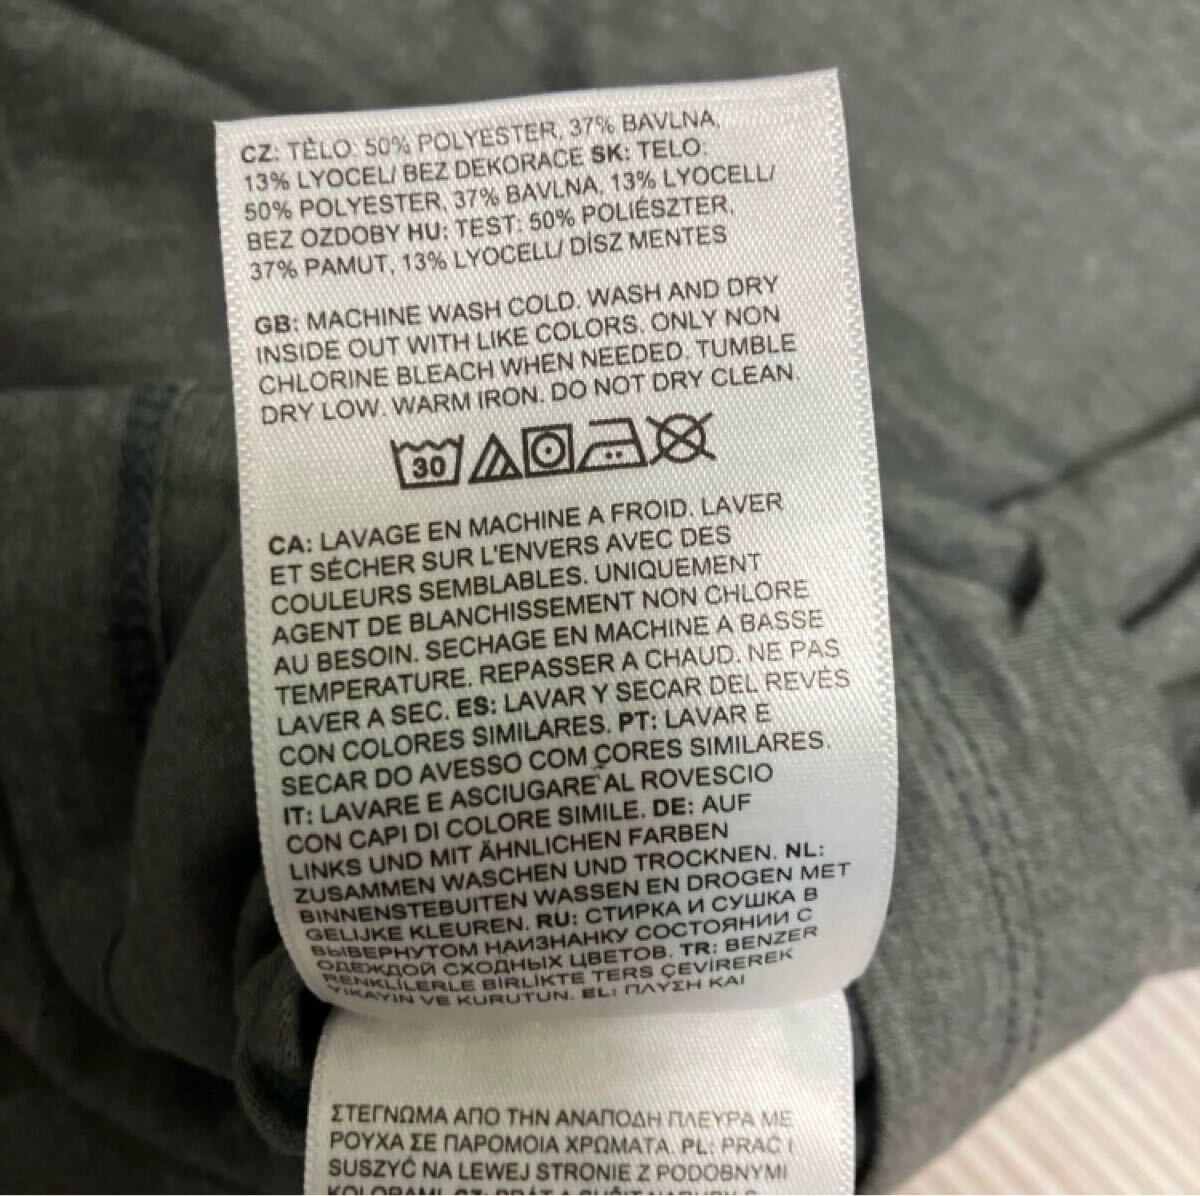 CZ: TĚLO: 50% POLYESTER, 37% BAVLNA,
13% LYOCEL/ BEZ DEKORACE SK: TELO:
50% POLYESTER, 37% BAVLNA, 13% LYOCELL/
BEZ OZDOBY HU: TEST: 50% POLIÉSZTER,
37% PAMUT, 13% LYOCELL/ DÍSZ MENTES
GB: MACHINE WASH COLD. WASH AND DRY
INSIDE OUT WITH LIKE COLORS. ONLY NON
CHLORINE BLEACH WHEN NEEDED. TUMBLE
DRY LOW. WARM IRON. DO NOT DRY CLEAN.
30
CA: LAVAGE EN MACHINE A FROID. LAVER
ET SÉCHER SUR L'ENVERS AVEC DES
COULEURS SEMBLABLES. UNIQUEMENT
AGENT DE BLANCHISSEMENT NON CHLORE
AU BESOIN. SECHAGE EN MACHINE A BASSE
TEMPERATURE. REPASSER A CHAUD. NE PAS
LAVER A SEC. ES: LAVAR Y SECAR DEL REVÉS
CON COLORES SIMILARES. PT: LAVAR E
SECAR DO AVESSO COM CORES SIMILARES.
IT: LAVARE E ASCIUGARE AL ROVESCIO
CON CAPI DI COLORE SIMILE. DE: AUF
LINKS UND MIT ÄHNLICHEN FARBEN
ZUSAMMEN WASCHEN UND TROCKNEN. NL:
BINNENSTEBUITEN WASSEN EN DROGEN MET
GELIJKE KLEUREN. RU: СТИРКА И СУШКА В
ВЫВЕРНУТОМ НАИЗНАНКУ СОСТОЯНИИ С
ОДЕЖДОЙ СХОДНЫХ ЦВЕТОВ. TR: BENZER
RENKLİLERLE BİRLİKTE TERS ÇEVİREREK
YIKAYIN VE KURUTUN. EL: ΠΛΥΣΗ ΚΑΙ
ΣΤΕΓΝΩΜΑ ΑΠΟ ΤΗΝ ΑΝΑΠΟΔΗ ΠΛΕΥΡΑ ΜΕ
ΡΟΥΧΑ ΣΕ ΠΑΡΟΜΟΙΑ ΧΡΩΜΑΤΑ. PL: PRAĆ I
SUSZYĆ NA LEWEJ STRONIE Z PODOBNYMI
KOLORAMI. CZ: PRÁT A SUŠIT NARUBY S